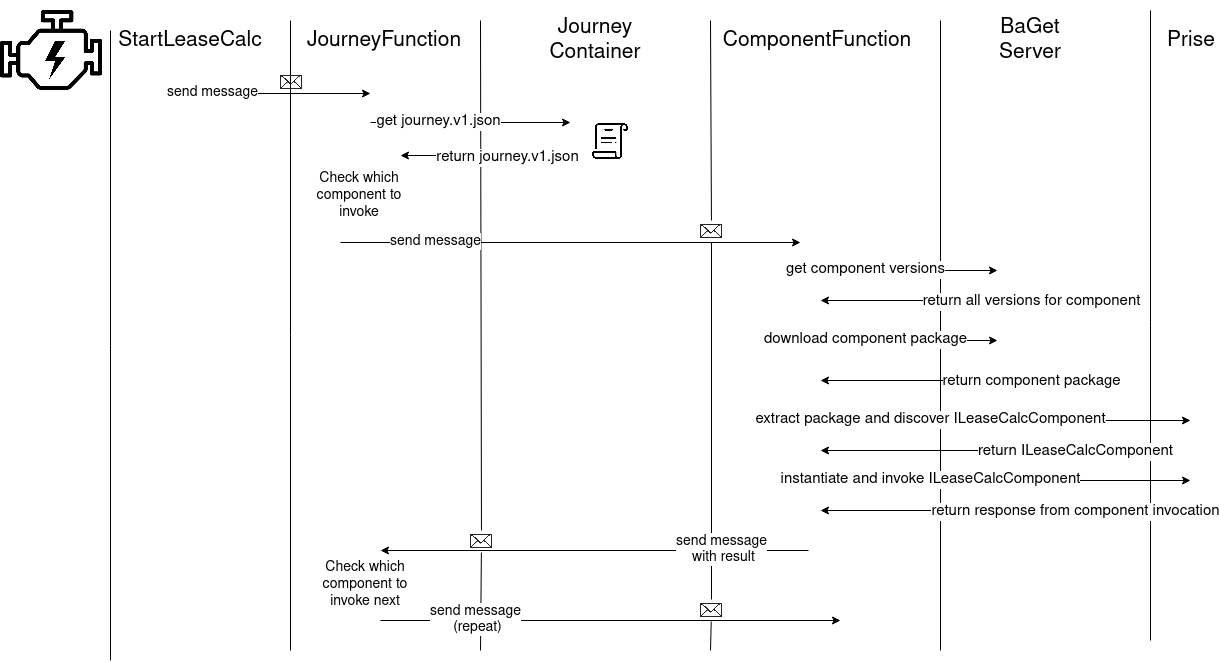 StartLeaseCalc
JourneyFunction
Journey
Container
ComponentFunction
BaGet
Server
Prise
send message
get journey.v1.json
return journey.v1.json
Check which
component to
invoke
send message
get component versions
return all versions for component
download component package
return component package
extract package and discover ILeaseCalcComponent
return ILeaseCalcComponent
instantiate and invoke ILeaseCalcComponent
return response from component invocation
send message
with result
Check which
component to
invoke next
send message
(repeat)